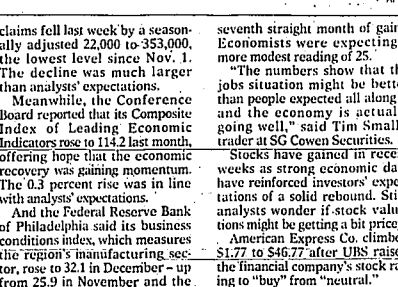 claims fell last week by a season-
ally adjusted 22,000 to 353,000,
the lowest level since Nov. 1.
The decline was much larger
than analysts' expectations.
Meanwhile, the Conference
Board reported that its Composite
Index of Leading Economic
Indicators rose to 114.2 last month,
offering hope that the economic
recovery was gaining momentum.
The 0.3 percent rise was in line
with analysts' expectations.
And the Federal Reserve Bank
of Philadelphia said its business
conditions index, which measures
the region's manufacturing sec-
tor, rose to 32.1 in December – up
from 25.9 in November and the
seventh straight month of gain
Economists were expecting
more modest reading of 25.
"The numbers show that th
jobs situation might be bette
than people expected all along
and the economy is actual
going well," said Tim Small
trader at SG Cowen Securities.
Stocks have gained in rece
weeks as strong economic da
have reinforced investors' expe
tations of a solid rebound. Sti
analysts wonder if stock valu
tions might be getting a bit price
American Express Co. climbe
$1.77 to $46.77 after UBS raise
the financial company's stock ra
ing to "buy" from "neutral."